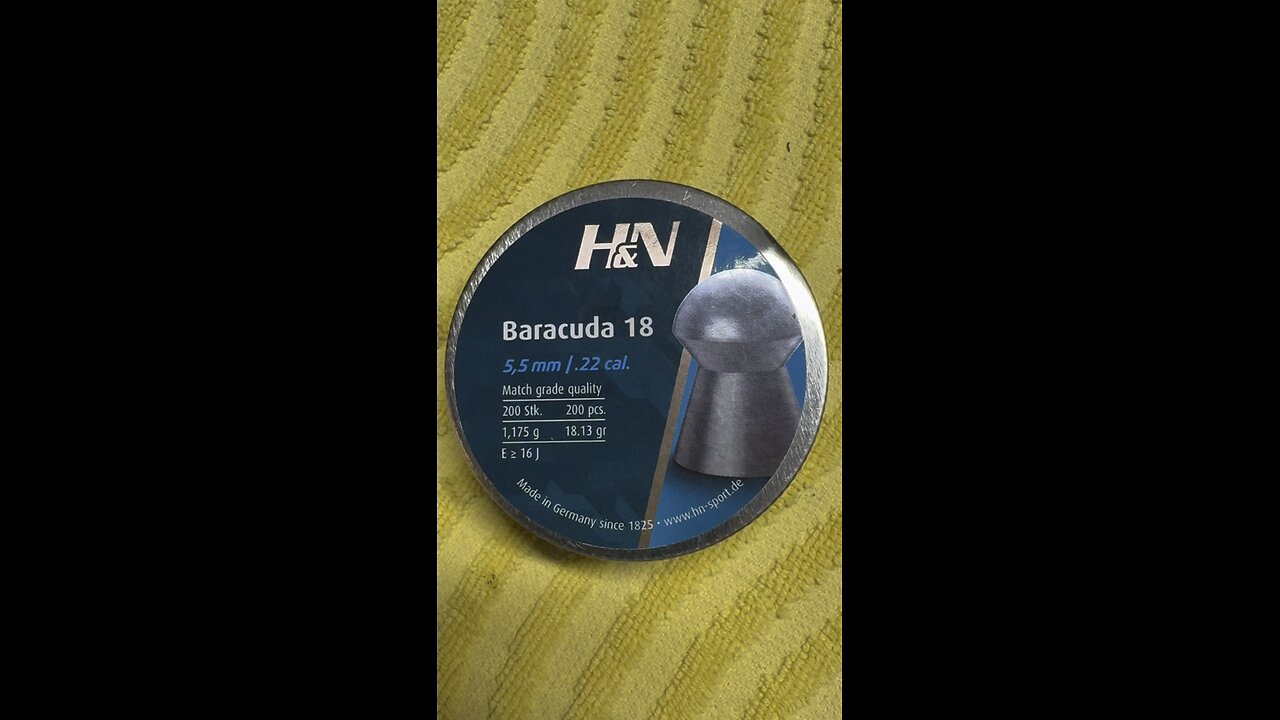 H&N
Baracuda 18
5,5 mm | .22 cal.
Match grade quality
200 Stk. 200 pcs.
1,175 g 18.13 gr
E ≥ 16 J
Made in Germany since 1825 • www.hn-sport.de